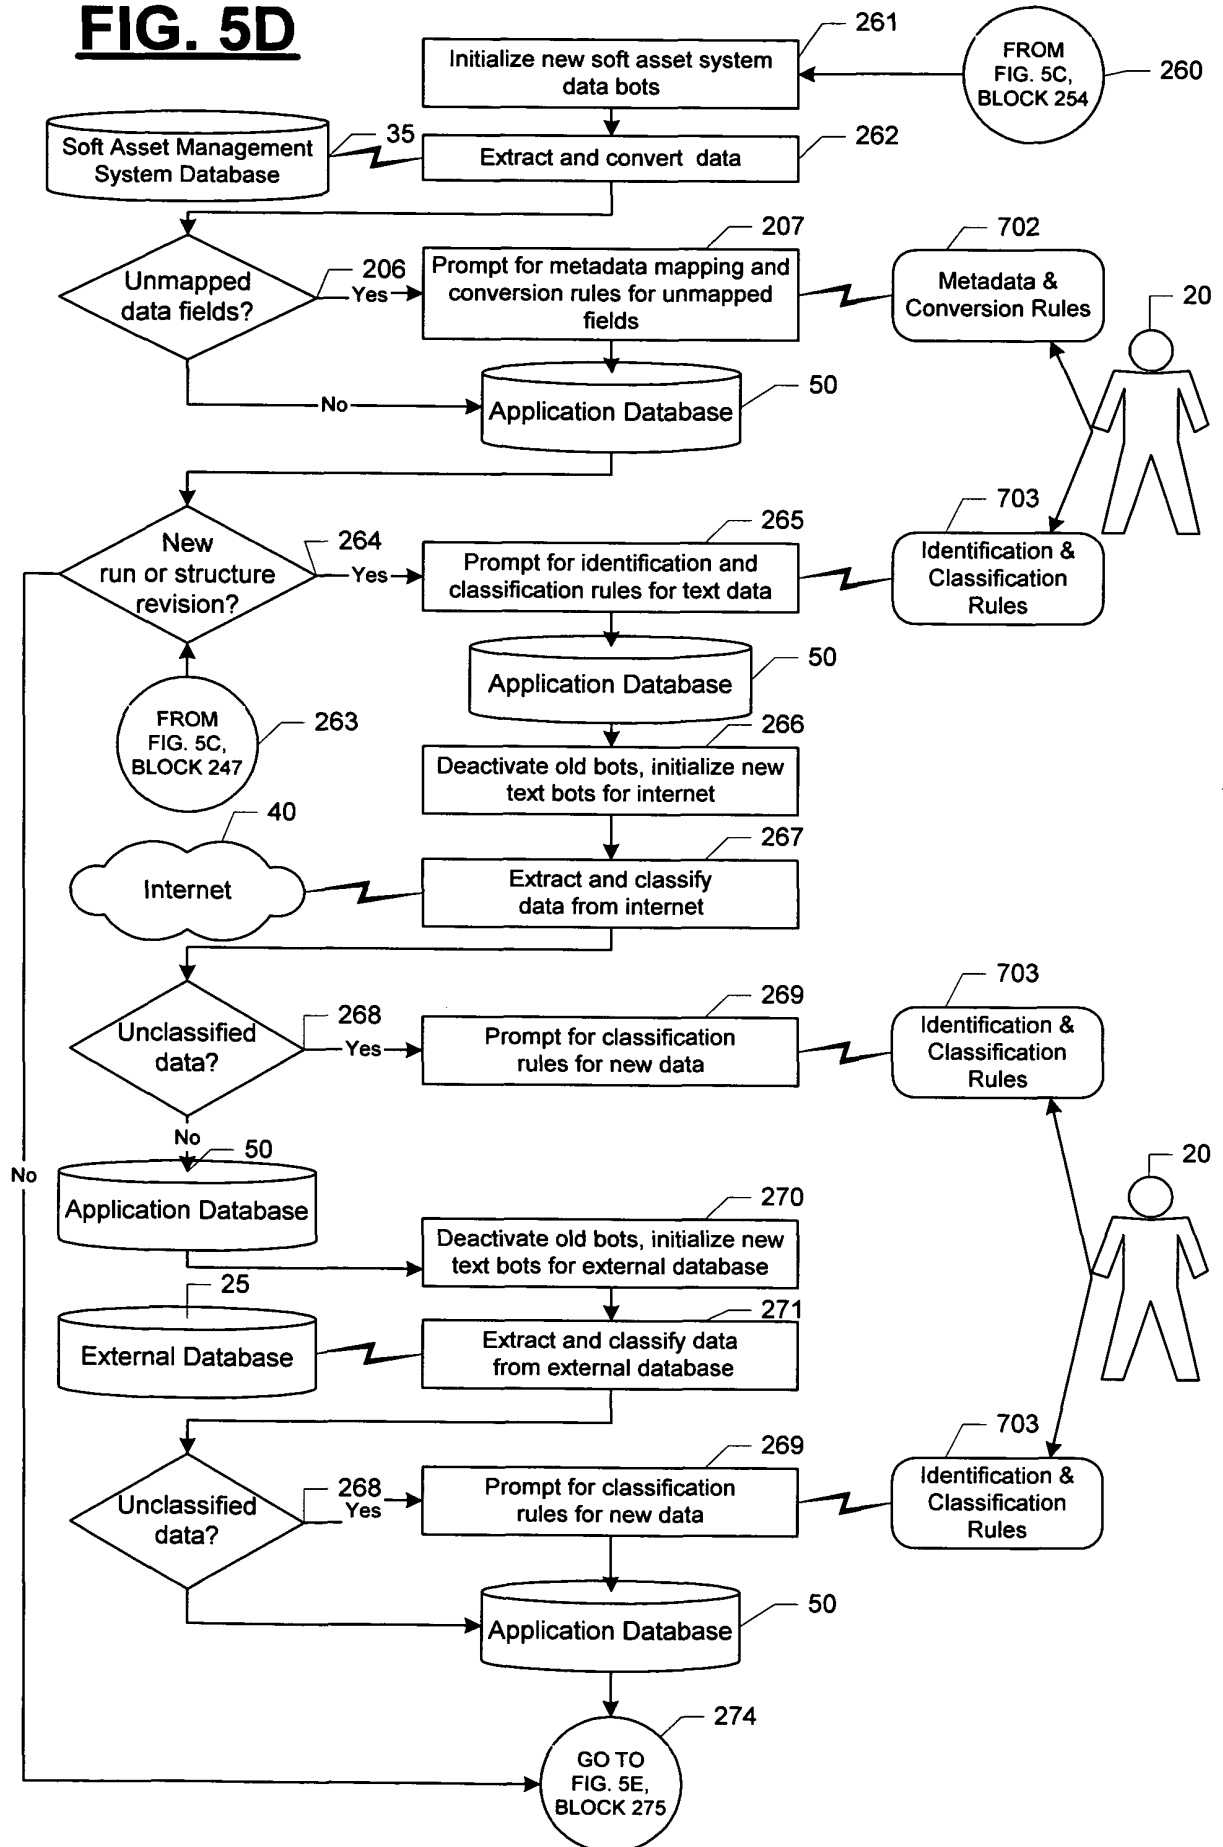 FIG. 5D
261
Initialize new soft asset system
data bots
FROM
FIG. 5C,
BLOCK 254
260
Soft Asset Management
System Database
35
Extract and convert data
262
Unmapped
data fields?
206
Yes
207
Prompt for metadata mapping and
conversion rules for unmapped
fields
702
Metadata &
Conversion Rules
20
No
Application Database
50
New
run or structure
revision?
264
Yes
265
Prompt for identification and
classification rules for text data
703
Identification &
Classification
Rules
Application Database
50
FROM
FIG. 5C,
BLOCK 247
263
266
Deactivate old bots, initialize new
text bots for internet
40
Internet
267
Extract and classify
data from internet
Unclassified
data?
268
Yes
269
Prompt for classification
rules for new data
703
Identification &
Classification
Rules
No
No
50
Application Database
20
270
Deactivate old bots, initialize new
text bots for external database
25
External Database
271
Extract and classify data
from external database
Unclassified
data?
268
Yes
269
Prompt for classification
rules for new data
703
Identification &
Classification
Rules
Application Database
50
274
GO TO
FIG. 5E,
BLOCK 275